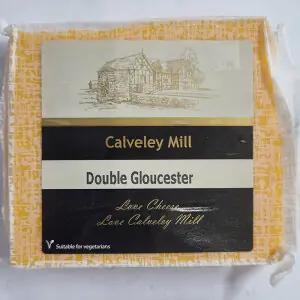 Calveley Mill
Double Gloucester
Love Cheese
Love Calveley Mill
V Suitable for vegetarians